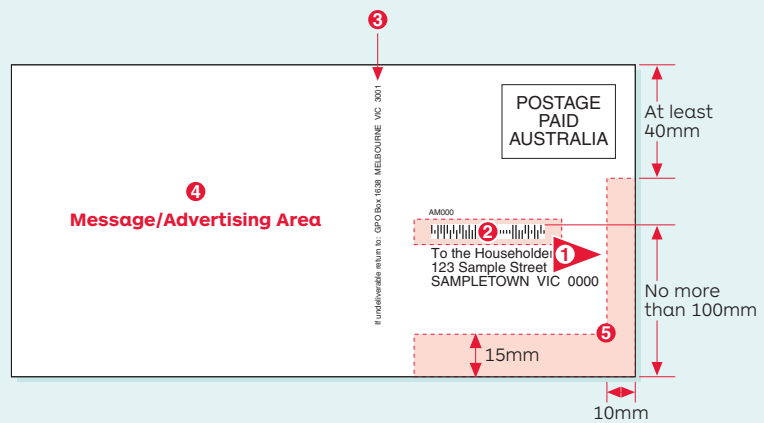 3
If undeliverable return to: GPO Box 1638 MELBOURNE VIC 3001
POSTAGE
PAID
AUSTRALIA
At least
40mm
4
Message/Advertising Area
AM000
2
To the Householder
1
123 Sample Street
SAMPLETOWN VIC 0000
No more
than 100mm
5
15mm
10mm